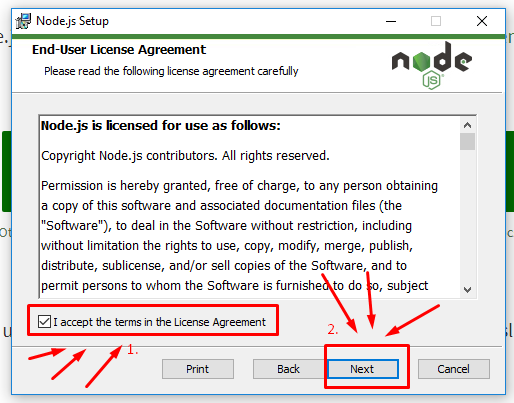 Node.js Setup
End-User License Agreement
Please read the following license agreement carefully
node
JS
Node.js is licensed for use as follows:
Copyright Node.js contributors. All rights reserved.
Permission is hereby granted, free of charge, to any person obtaining
a copy of this software and associated documentation files (the
"Software"), to deal in the Software without restriction, including
without limitation the rights to use, copy, modify, merge, publish,
distribute, sublicense, and/or sell copies of the Software, and to
permit persons to whom the Software is furnished to do so, subject
I accept the terms in the License Agreement
1.
2.
Print
Back
Next
Cancel